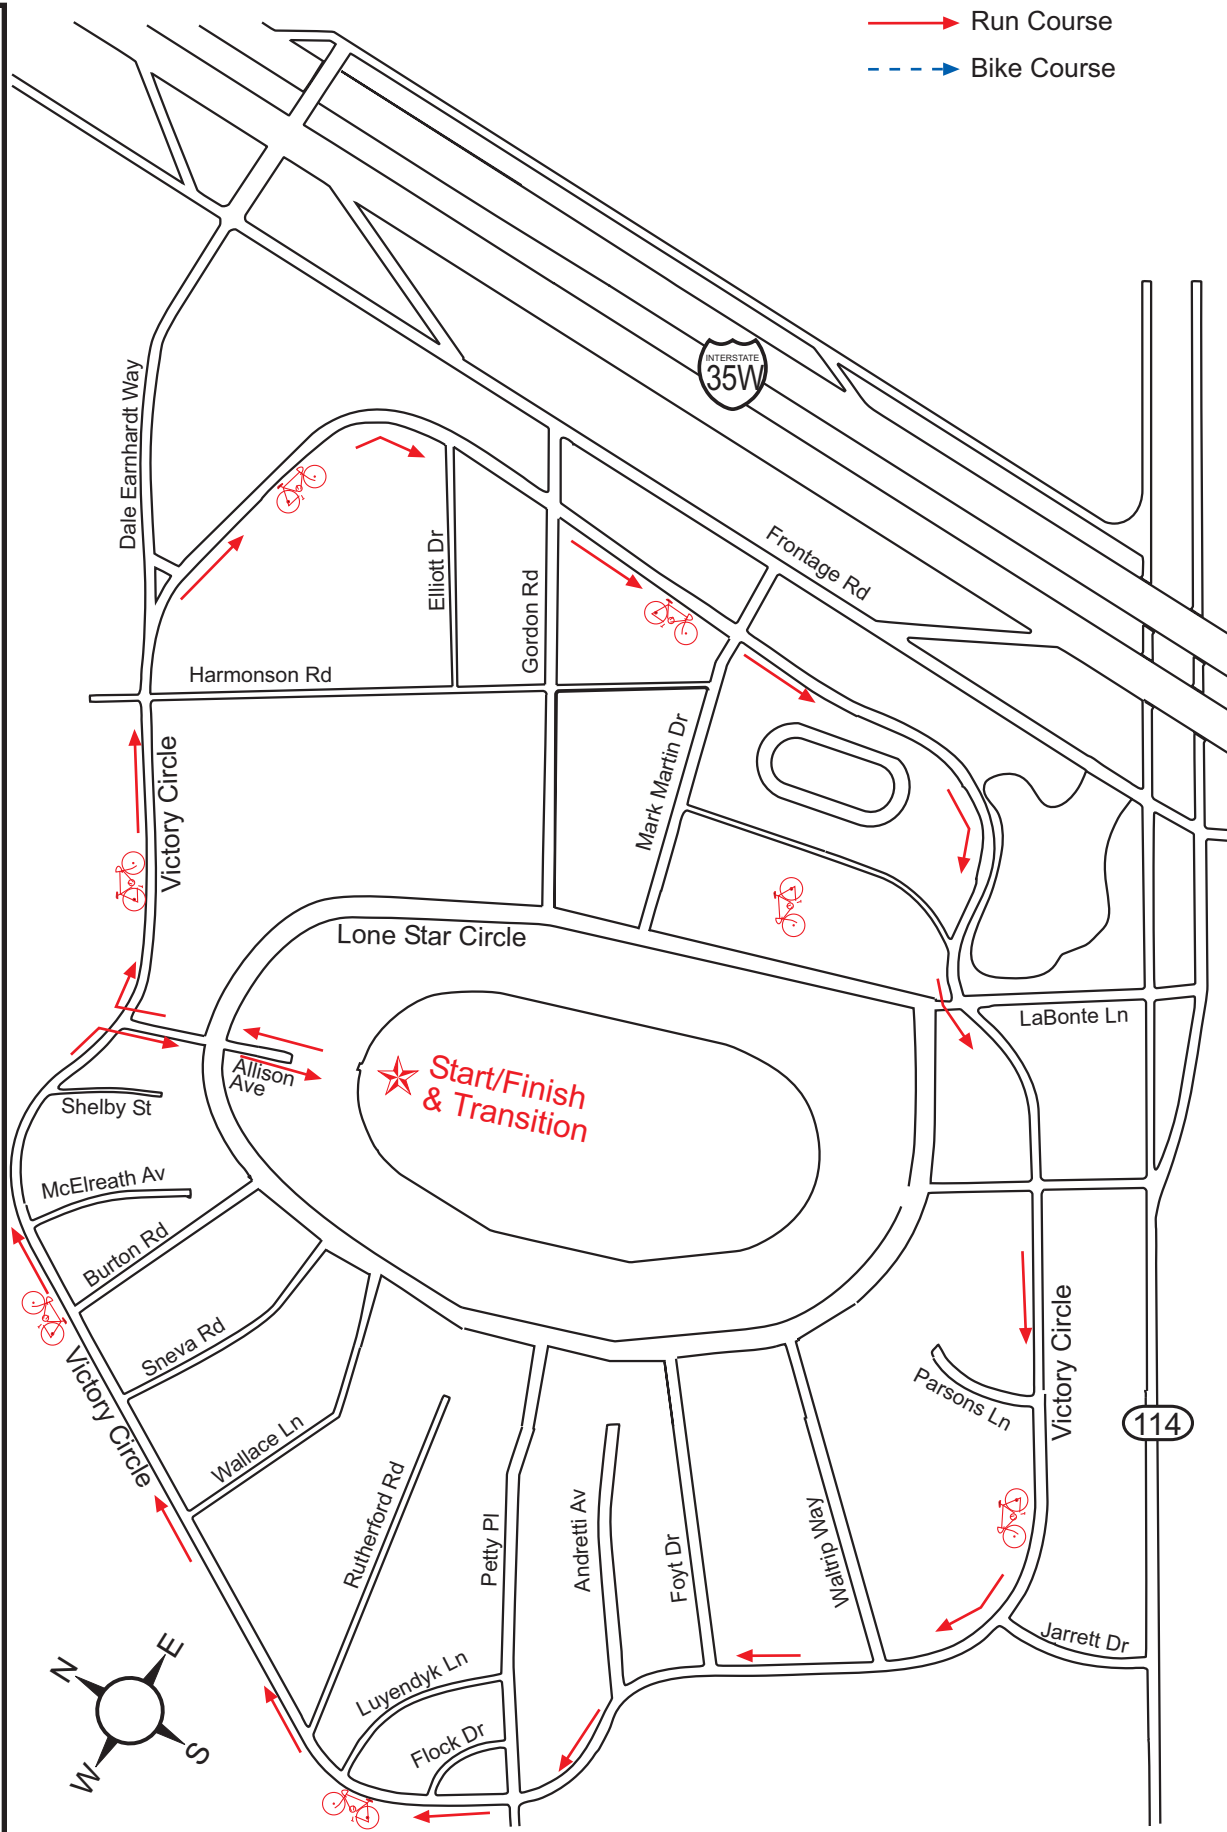 Run Course
Bike Course
INTERSTATE
35W
Dale Earnhardt Way
Frontage Rd
Elliott Dr
Gordon Rd
Harmonson Rd
Victory Circle
Mark Martin Dr
Lone Star Circle
LaBonte Ln
Allison
Ave
Start/Finish
& Transition
Shelby St
McElreath Av
Burton Rd
Sneva Rd
Victory Circle
Wallace Ln
Rutherford Rd
Petty Pl
Andretti Av
Foyt Dr
Waltrip Way
Parsons Ln
Victory Circle
114
Jarrett Dr
Luyendyk Ln
Flock Dr
N
E
S
W